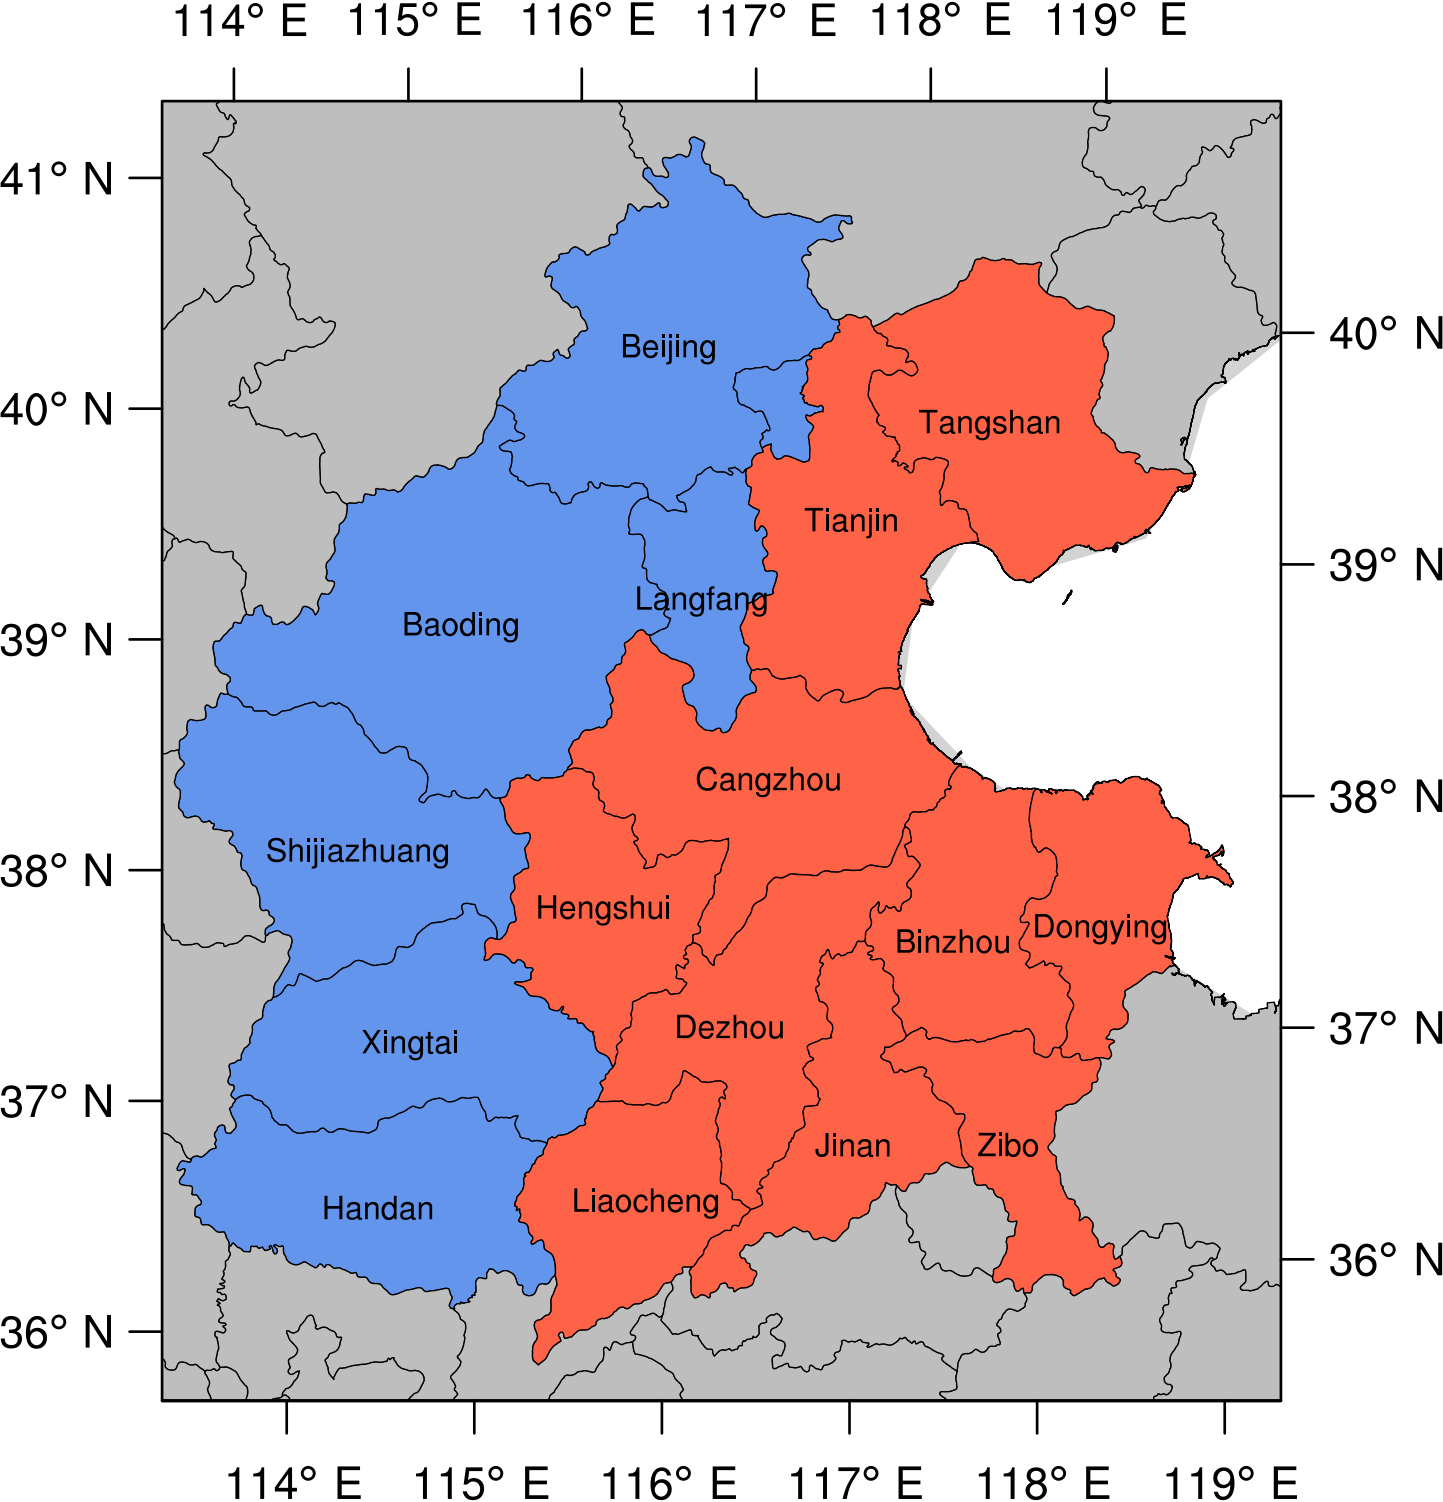 114° E 115° E 116° E 117° E 118° E 119° E
41° N
40° N
Beijing
40° N
Tangshan
Tianjin
39° N
Langfang
Baoding
39° N
Cangzhou
38° N
Shijiazhuang
38° N
Hengshui
Dongying
Binzhou
Dezhou
37° N
Xingtai
37° N
Jinan
Zibo
Liaocheng
Handan
36° N
36° N
114° E 115° E 116° E 117° E 118° E 119° E